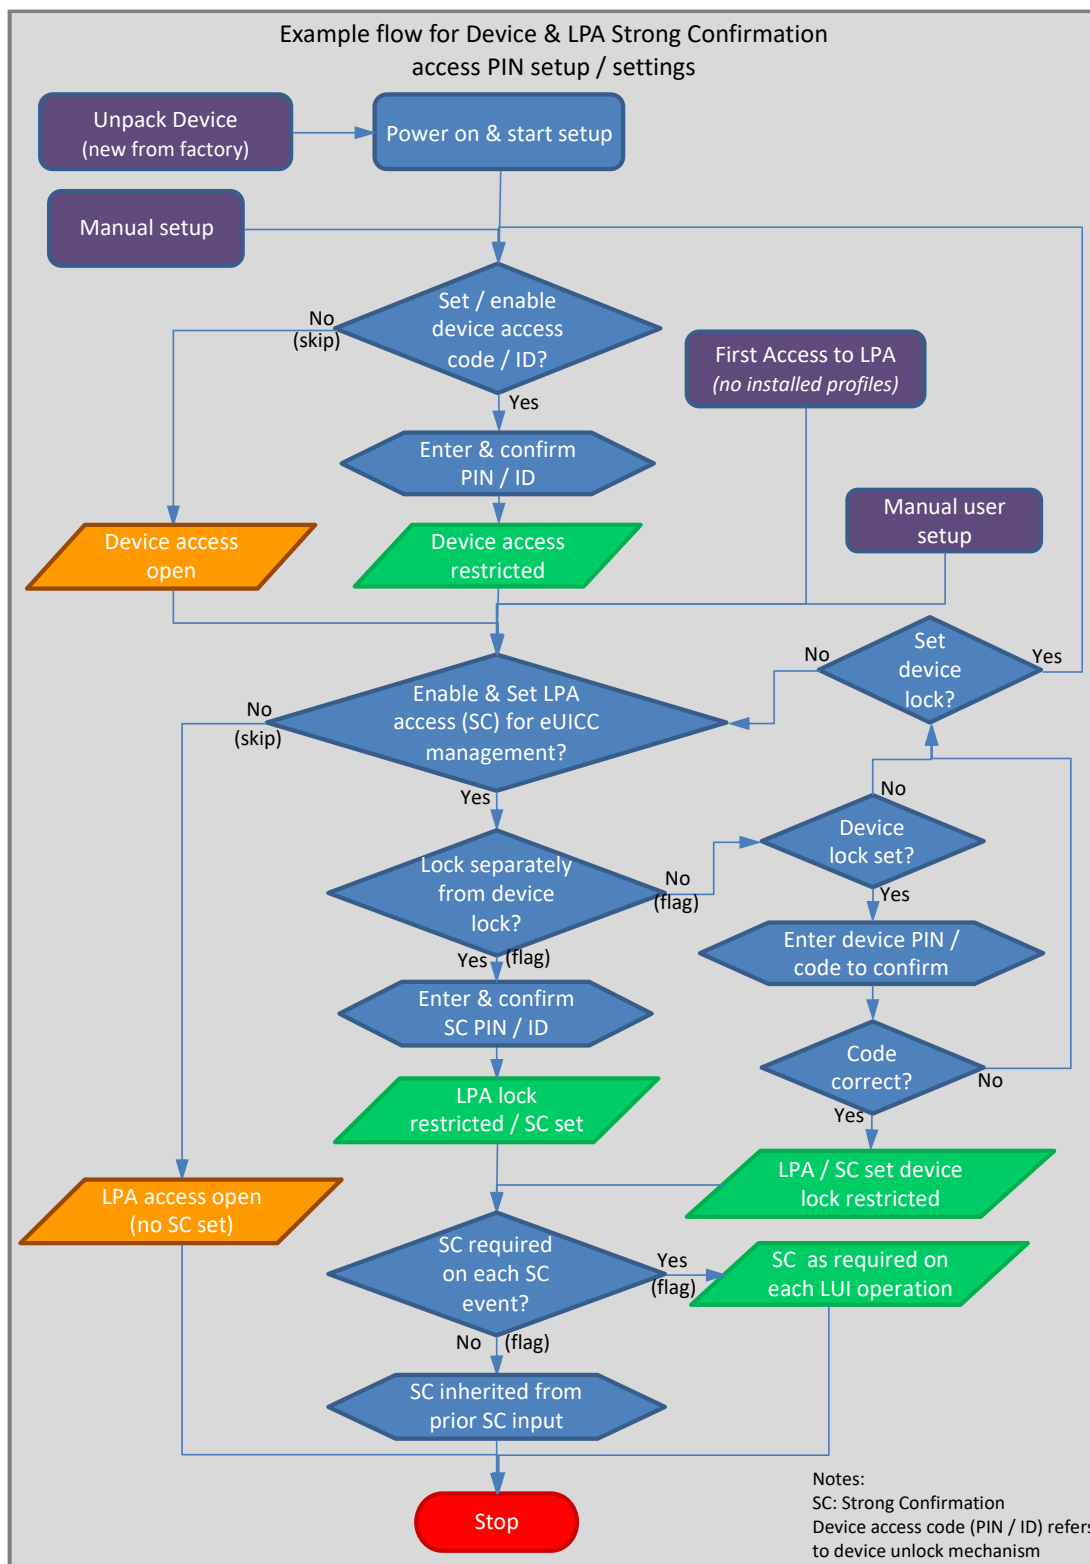 Example flow for Device & LPA Strong Confirmation
access PIN setup / settings
Unpack Device
(new from factory)
Power on & start setup
Manual setup
Set / enable
device access
code / ID?
No
(skip)
Yes
First Access to LPA
(no installed profiles)
Enter & confirm
PIN / ID
Manual user
setup
Device access
open
Device access
restricted
Set
device
lock?
No
Yes
Enable & Set LPA
access (SC) for eUICC
management?
No
(skip)
Yes
Device
lock set?
No
Yes
Lock separately
from device
lock?
No
(flag)
Yes (flag)
Enter device PIN /
code to confirm
Enter & confirm
SC PIN / ID
Code
correct?
No
Yes
LPA lock
restricted / SC set
LPA / SC set device
lock restricted
LPA access open
(no SC set)
SC required
on each SC
event?
Yes
(flag)
No (flag)
SC as required on
each LUI operation
SC inherited from
prior SC input
Stop
Notes:
SC: Strong Confirmation
Device access code (PIN / ID) refers
to device unlock mechanism